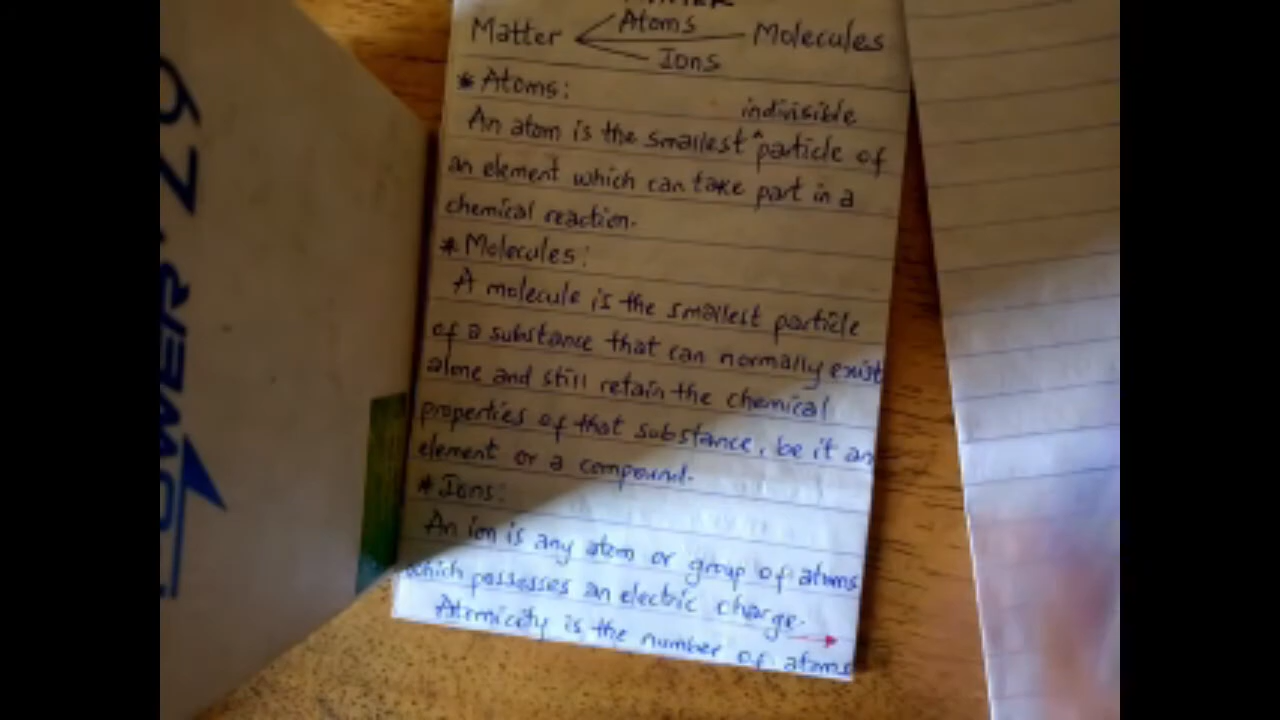 Matter Atoms Molecules
Ions
* Atoms:
indivisible
An atom is the smallest ^ particle of
an element which can take part in a
chemical reaction.
* Molecules:
A molecule is the smallest particle
of a substance that can normally exist
alone and still retain the chemical
properties of that substance, be it an
element or a compound.
* Ions:
An ion is any atom or group of atoms
which possesses an electric charge.
Atomicity is the number of atoms